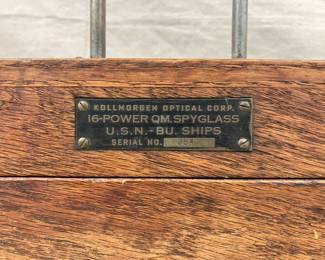 KOLLMORGEN OPTICAL CORP.
16-POWER QM. SPYGLASS
U.S.N.-BU. SHIPS
SERIAL NO.